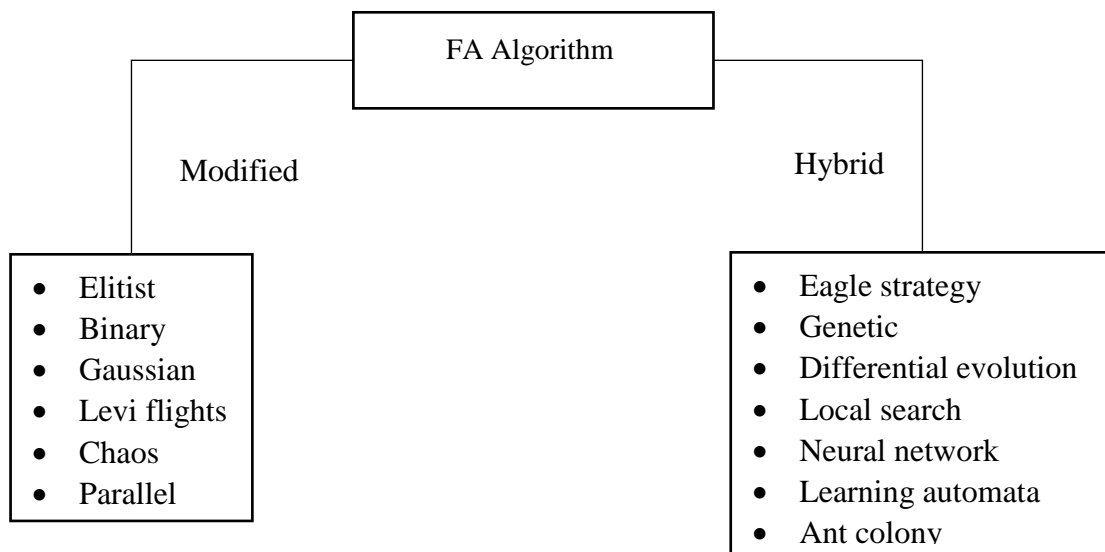 FA Algorithm
Modified
Hybrid
• Elitist
• Binary
• Gaussian
• Levi flights
• Chaos
• Parallel
• Eagle strategy
• Genetic
• Differential evolution
• Local search
• Neural network
• Learning automata
• Ant colony